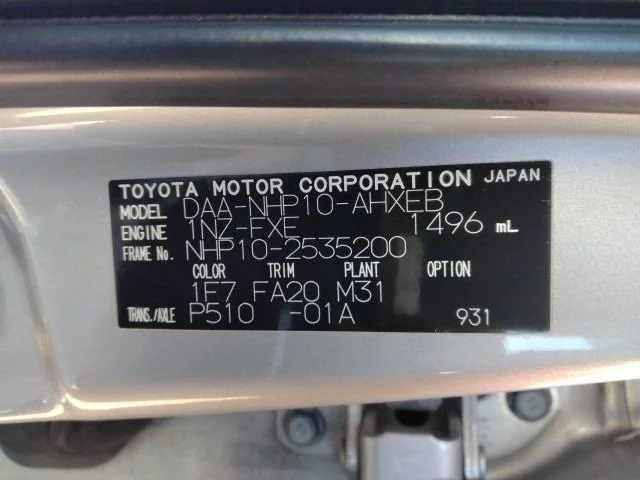 TOYOTA MOTOR CORPORATION JAPAN
MODEL DAA-NHP10-AHXEB
ENGINE 1NZ-FXE 1496 mL
FRAME No. NHP10-2535200
COLOR TRIM PLANT OPTION
1F7 FA20 M31
TRANS./AXLE P510 -01A 931